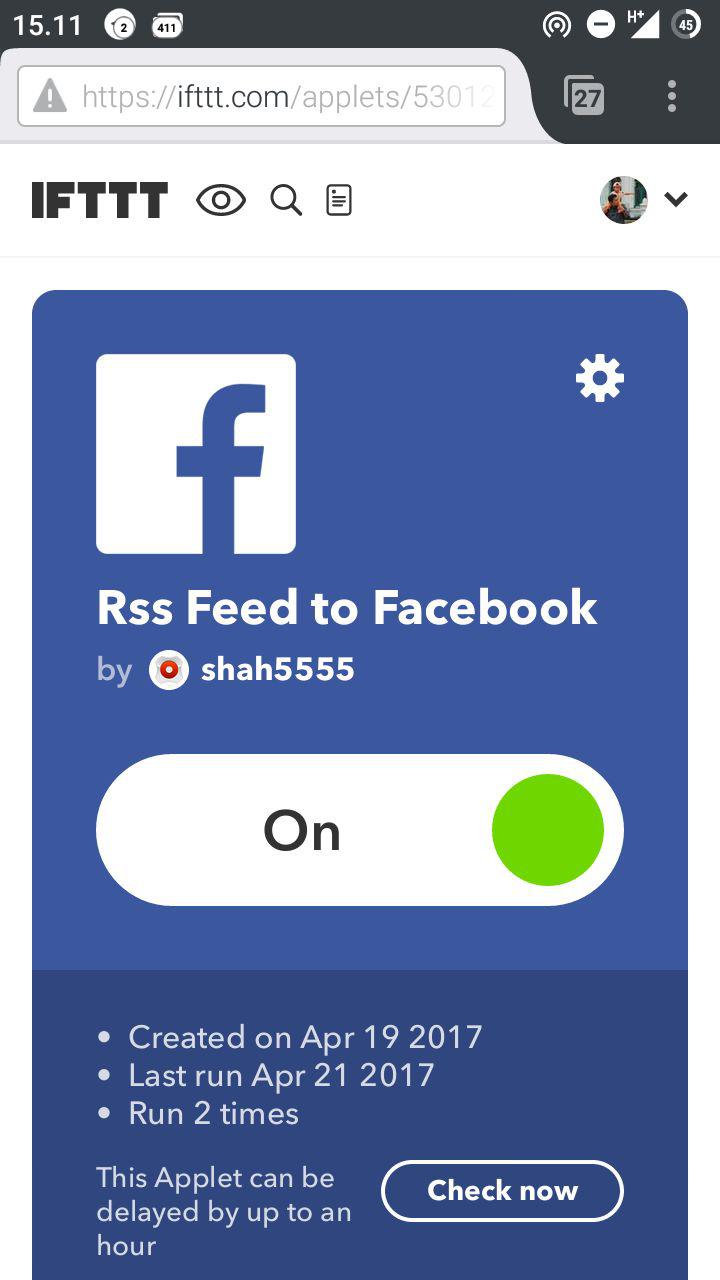 15.11 2 411 H+ 45
https://ifttt.com/applets/53012
27
IFTTT
Rss Feed to Facebook
by shah5555
On
• Created on Apr 19 2017
• Last run Apr 21 2017
• Run 2 times
This Applet can be
delayed by up to an
hour
Check now